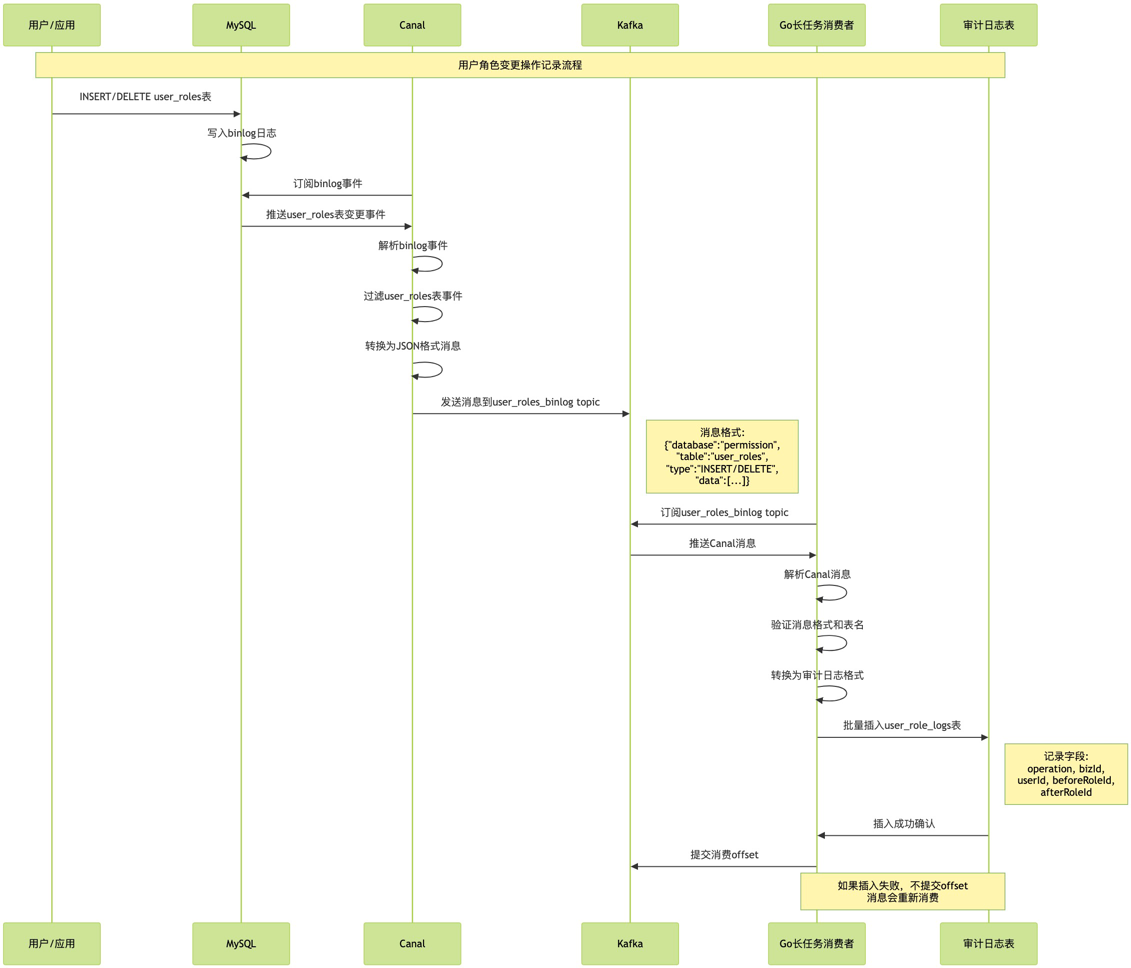 用户/应用
MySQL
Canal
Kafka
Go长任务消费者
审计日志表
用户角色变更操作记录流程
INSERT/DELETE user_roles表
写入binlog日志
订阅binlog事件
推送user_roles表变更事件
解析binlog事件
过滤user_roles表事件
转换为JSON格式消息
发送消息到user_roles_binlog topic
消息格式:
{"database":"permission",
"table":"user_roles",
"type":"INSERT/DELETE",
"data":[...]}
订阅user_roles_binlog topic
推送Canal消息
解析Canal消息
验证消息格式和表名
转换为审计日志格式
批量插入user_role_logs表
记录字段:
operation, bizId,
userId, beforeRoleId,
afterRoleId
插入成功确认
提交消费offset
如果插入失败，不提交offset
消息会重新消费
用户/应用
MySQL
Canal
Kafka
Go长任务消费者
审计日志表